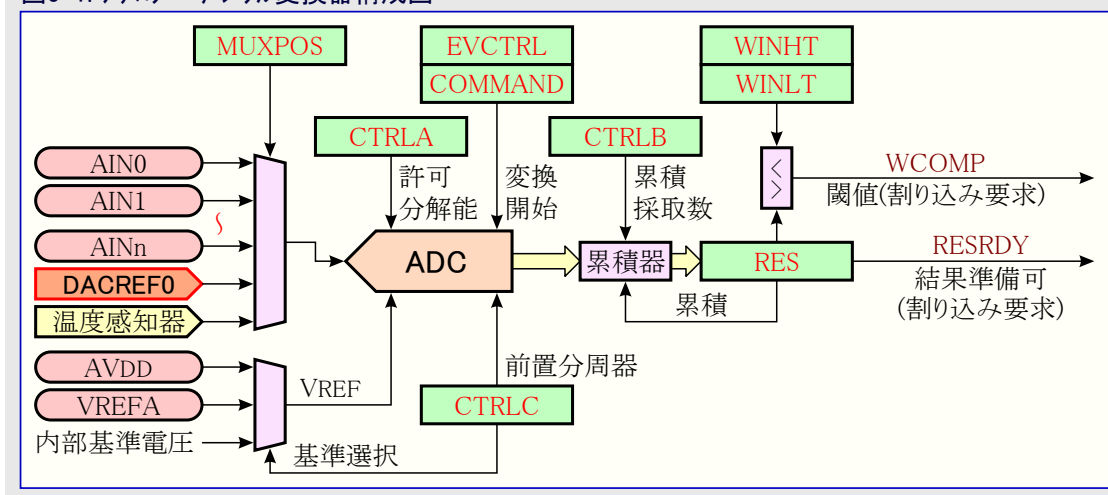 MUXPOS
EVCTRL
COMMAND
WINHT
WINLT
CTRLA
CTRLB
許可
分解能
変換
開始
累積
採取数
AIN0
AIN1
AINn
DACREF0
温度感知器
ADC
累積器
RES
< >
WCOMP
閾値(割り込み要求)
RESRDY
結果準備可
(割り込み要求)
累積
AVDD
VREFA
内部基準電圧
VREF
前置分周器
CTRLC
基準選択